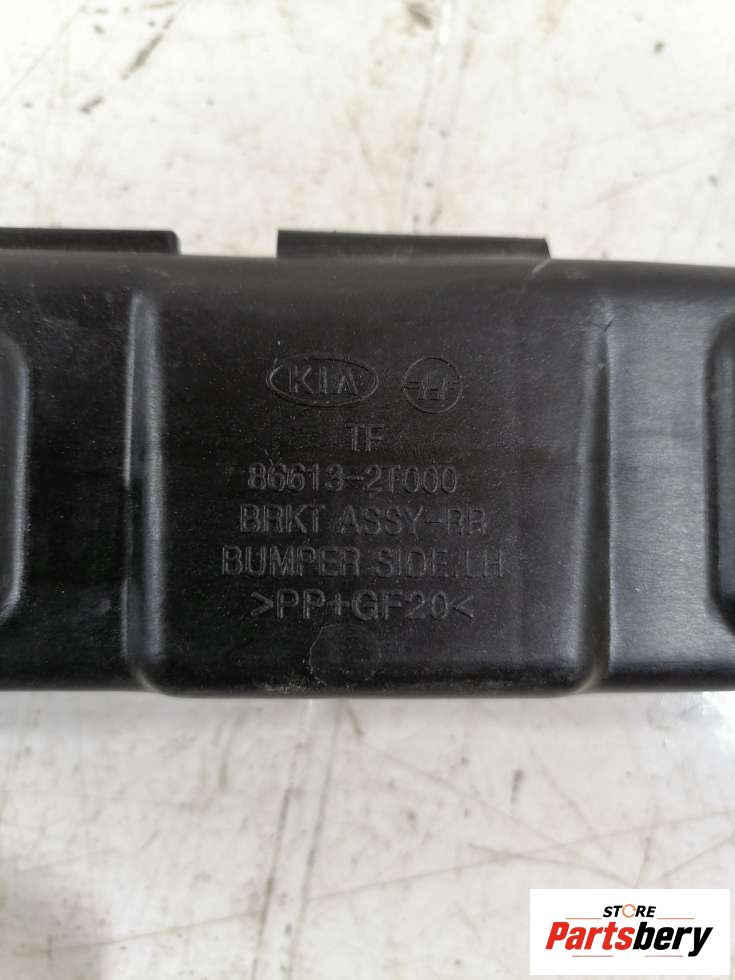 KIA
TF
86613-2T000
BRKT ASSY-RR
BUMPER SIDE,LH
>PP+GF20<
STORE
Partsbery